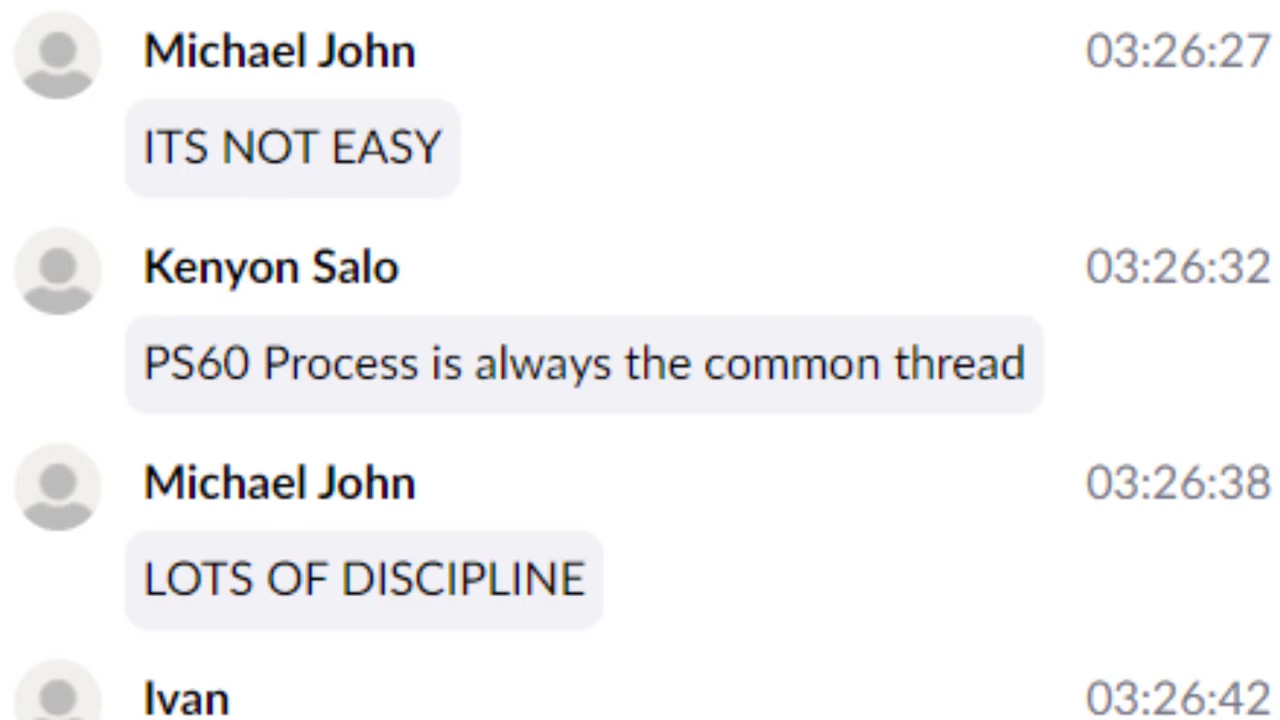 Michael John 03:26:27
ITS NOT EASY
Kenyon Salo 03:26:32
PS60 Process is always the common thread
Michael John 03:26:38
LOTS OF DISCIPLINE
Ivan 03:26:42